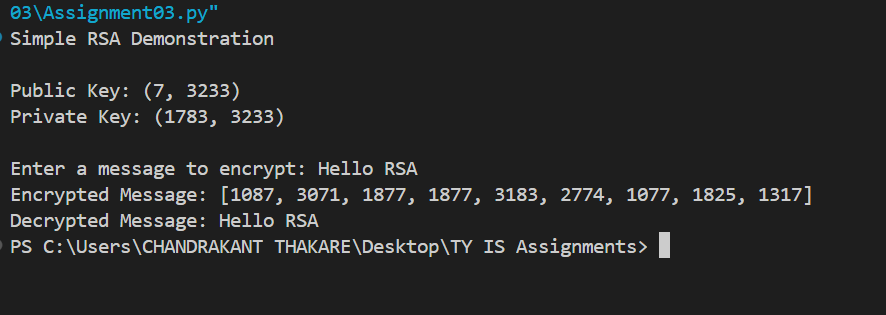 03\Assignment03.py"
Simple RSA Demonstration
Public Key: (7, 3233)
Private Key: (1783, 3233)
Enter a message to encrypt: Hello RSA
Encrypted Message: [1087, 3071, 1877, 1877, 3183, 2774, 1077, 1825, 1317]
Decrypted Message: Hello RSA
PS C:\Users\CHANDRAKANT THAKARE\Desktop\TY IS Assignments>